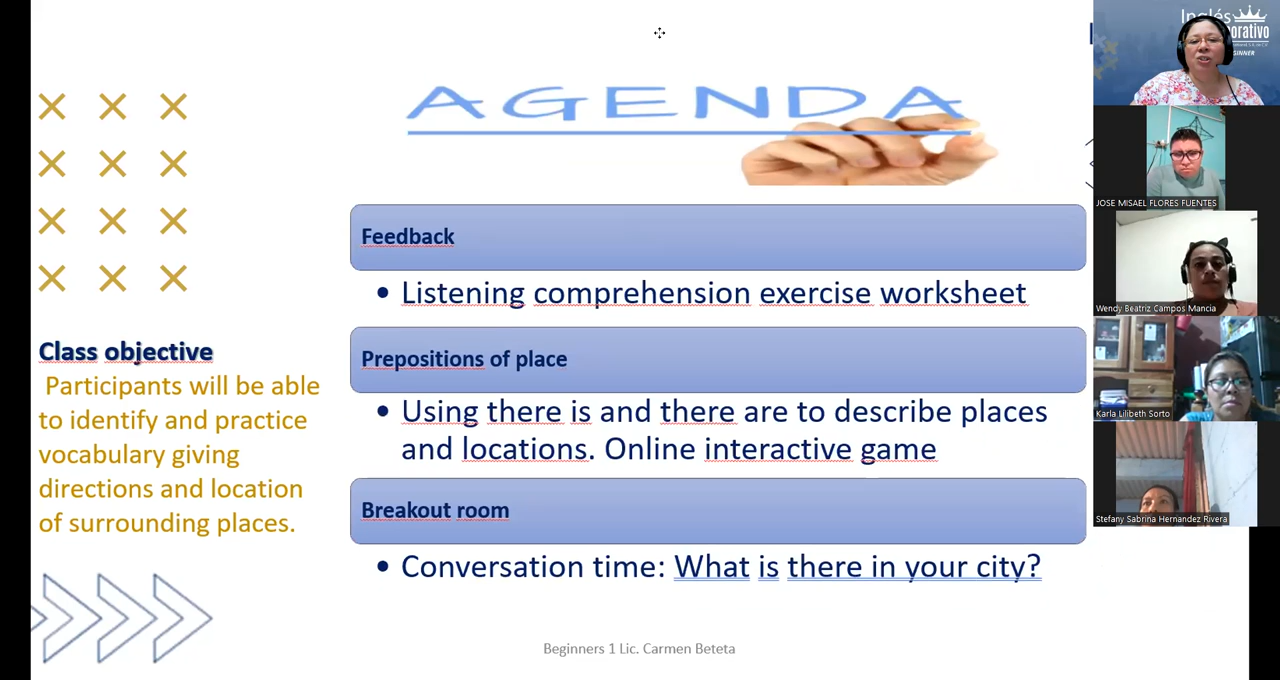 AGENDA
Feedback
• Listening comprehension exercise worksheet
Prepositions of place
• Using there is and there are to describe places
and locations. Online interactive game
Breakout room
• Conversation time: What is there in your city?
Class objective
Participants will be able
to identify and practice
vocabulary giving
directions and location
of surrounding places.
Beginners 1 Lic. Carmen Beteta
Inglés
JOSE MISAEL FLORES FUENTES
Wendy Beatriz Campos Mancia
Karla Lilibeth Sorto
Stefany Sabrina Hernandez Rivera